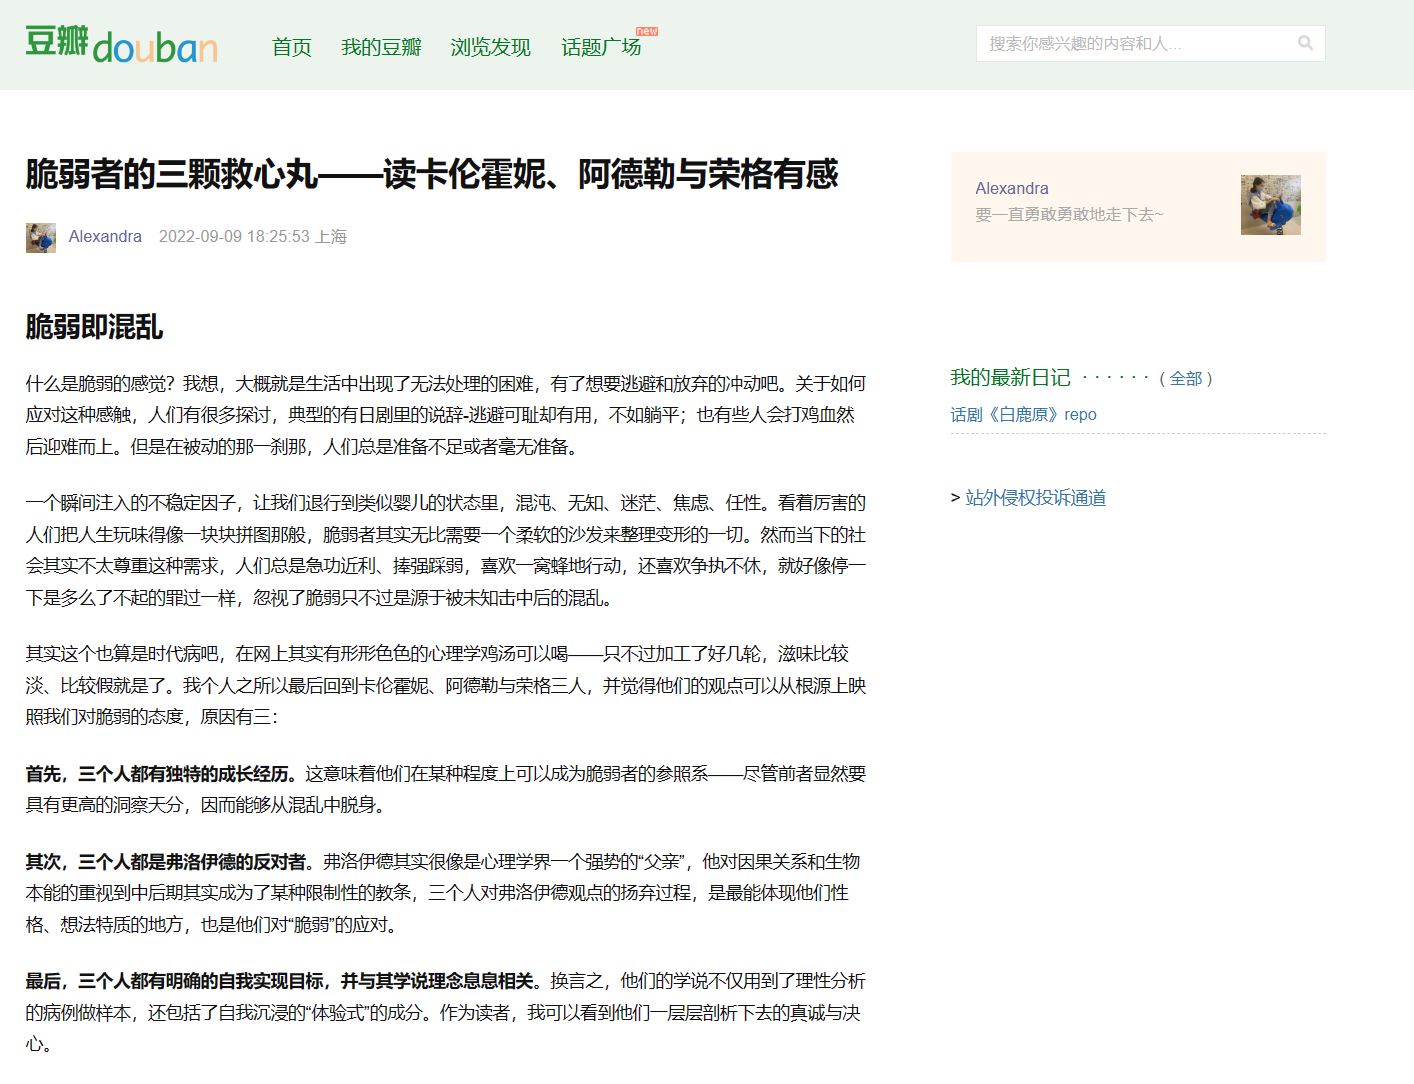 豆瓣douban
首页 我的豆瓣 浏览发现 话题广场 new
搜索你感兴趣的内容和人...
脆弱者的三颗救心丸——读卡伦霍妮、阿德勒与荣格有感
Alexandra 2022-09-09 18:25:53 上海
脆弱即混乱
什么是脆弱的感觉？我想，大概就是生活中出现了无法处理的困难，有了想要逃避和放弃的冲动吧。关于如何
应对这种感触，人们有很多探讨，典型的有日剧里的说辞-逃避可耻却有用，不如躺平；也有些人会打鸡血然
后迎难而上。但是在被动的那一刹那，人们总是准备不足或者毫无准备。
一个瞬间注入的不稳定因子，让我们退行到类似婴儿的状态里，混沌、无知、迷茫、焦虑、任性。看着厉害的
人们把人生玩味得像一块块拼图那般，脆弱者其实无比需要一个柔软的沙发来整理变形的一切。然而当下的社
会其实不太尊重这种需求，人们总是急功近利、捧强踩弱，喜欢一窝蜂地行动，还喜欢争执不休，就好像停一
下是多么了不起的罪过一样，忽视了脆弱只不过是源于被未知击中后的混乱。
其实这个也算是时代病吧，在网上其实有形形色色的心理学鸡汤可以喝——只不过加工了好几轮，滋味比较
淡、比较假就是了。我个人之所以最后回到卡伦霍妮、阿德勒与荣格三人，并觉得他们的观点可以从根源上映
照我们对脆弱的态度，原因有三：
首先，三个人都有独特的成长经历。这意味着他们在某种程度上可以成为脆弱者的参照系——尽管前者显然要
具有更高的洞察天分，因而能够从混乱中脱身。
其次，三个人都是弗洛伊德的反对者。弗洛伊德其实很像是心理学界一个强势的“父亲”，他对因果关系和生物
本能的重视到中后期其实成为了某种限制性的教条，三个人对弗洛伊德观点的扬弃过程，是最能体现他们性
格、想法特质的地方，也是他们对“脆弱”的应对。
最后，三个人都有明确的自我实现目标，并与其学说理念息息相关。换言之，他们的学说不仅用到了理性分析
的病例做样本，还包括了自我沉浸的“体验式”的成分。作为读者，我可以看到他们一层层剖析下去的真诚与决
心。
Alexandra
要一直勇敢勇敢地走下去~
我的最新日记 · · · · · · ( 全部 )
话剧《白鹿原》repo
> 站外侵权投诉通道